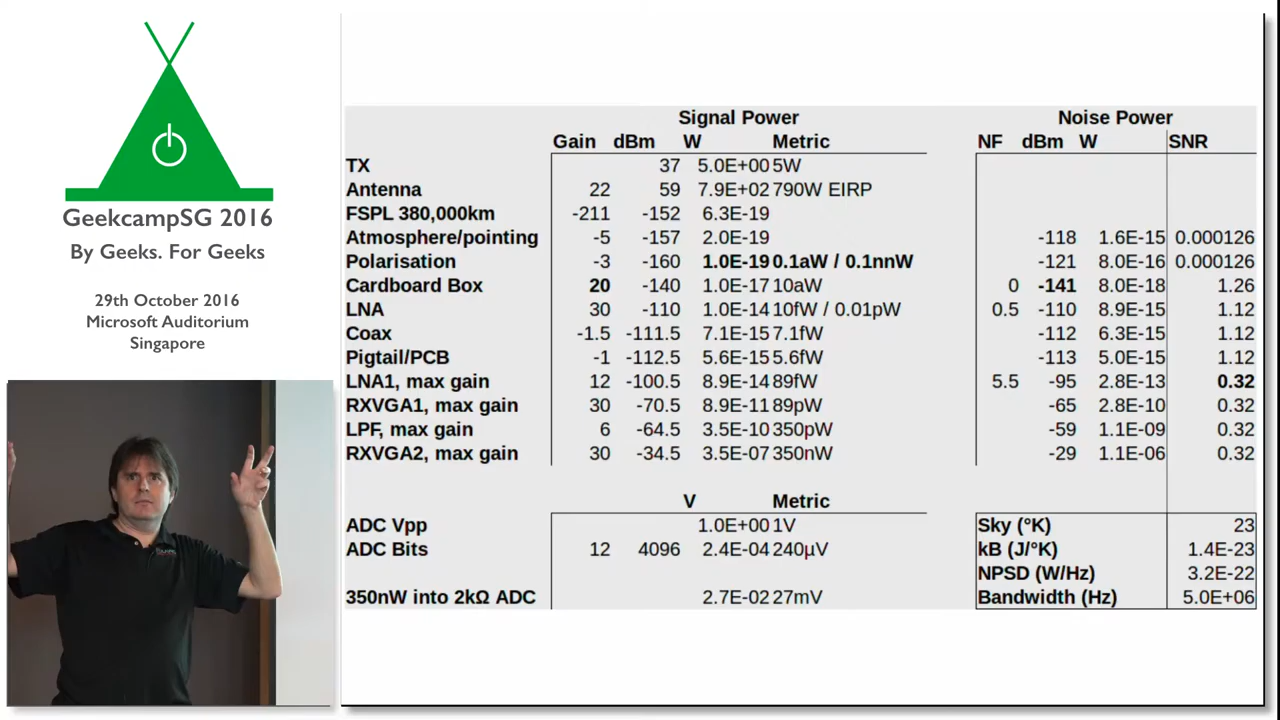 GeekcampSG 2016
By Geeks. For Geeks
29th October 2016
Microsoft Auditorium
Singapore
Signal Power Noise Power
Gain dBm W Metric NF dBm W SNR
TX 37 5.0E+00 5W
Antenna 22 59 7.9E+02 790W EIRP
FSPL 380,000km -211 -152 6.3E-19
Atmosphere/pointing -5 -157 2.0E-19 -118 1.6E-15 0.000126
Polarisation -3 -160 1.0E-19 0.1aW / 0.1nnW -121 8.0E-16 0.000126
Cardboard Box 20 -140 1.0E-17 10aW 0 -141 8.0E-18 1.26
LNA 30 -110 1.0E-14 10fW / 0.01pW 0.5 -110 8.9E-15 1.12
Coax -1.5 -111.5 7.1E-15 7.1fW -112 6.3E-15 1.12
Pigtail/PCB -1 -112.5 5.6E-15 5.6fW -113 5.0E-15 1.12
LNA1, max gain 12 -100.5 8.9E-14 89fW 5.5 -95 2.8E-13 0.32
RXVGA1, max gain 30 -70.5 8.9E-11 89pW -65 2.8E-10 0.32
LPF, max gain 6 -64.5 3.5E-10 350pW -59 1.1E-09 0.32
RXVGA2, max gain 30 -34.5 3.5E-07 350nW -29 1.1E-06 0.32
V Metric
ADC Vpp 1.0E+00 1V Sky (°K) 23
ADC Bits 12 4096 2.4E-04 240µV kB (J/°K) 1.4E-23
NPSD (W/Hz) 3.2E-22
350nW into 2kΩ ADC 2.7E-02 27mV Bandwidth (Hz) 5.0E+06